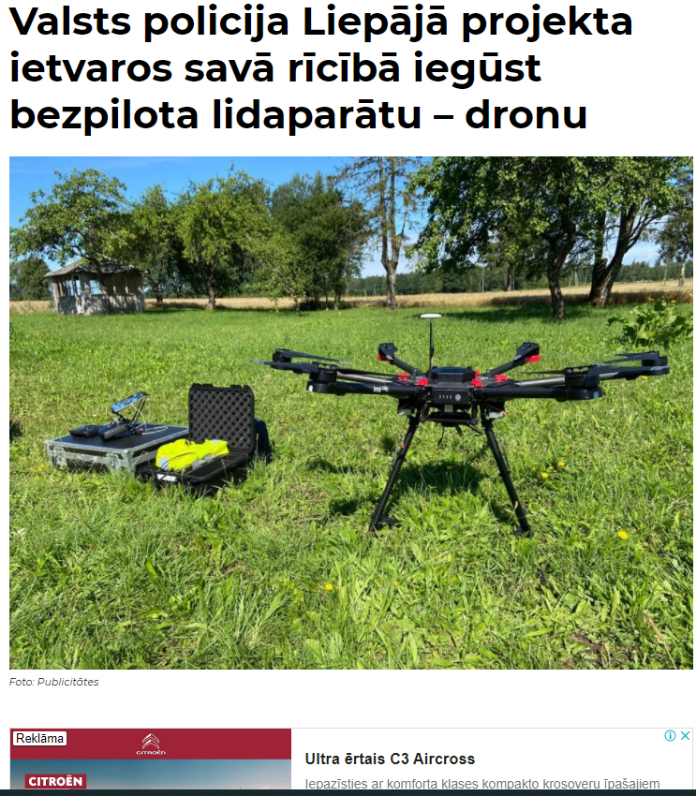 Valsts policija Liepājā projekta
ietvaros savā rīcībā iegūst
bezpilota lidaparātu – dronu
Foto: Publicitātes
Reklāma
CITROËN
CITROËN
Ultra ērtais C3 Aircross
Iepazīsties ar komforta klases kompakto krosoveru īpašajiem